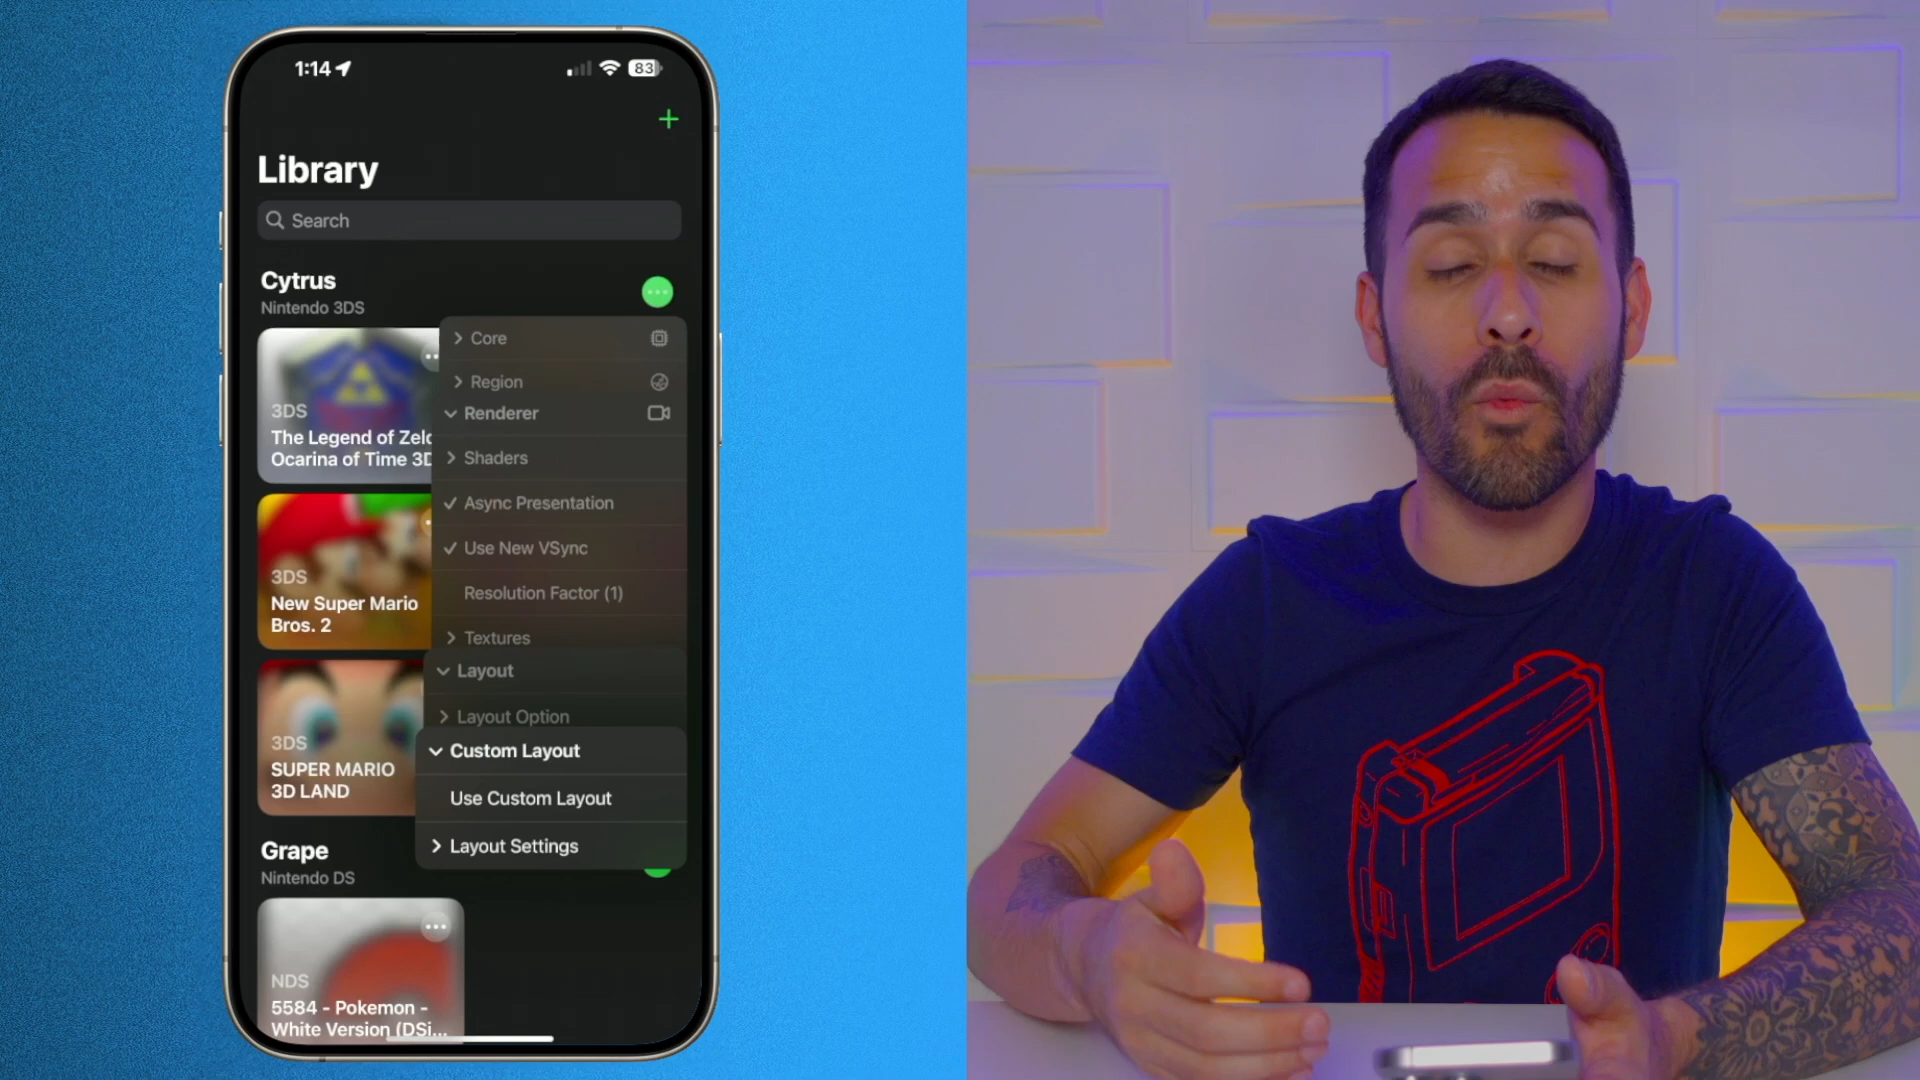 1:14
83
+
Library
Search
Cytrus
Nintendo 3DS
Core
Region
Renderer
Shaders
Async Presentation
Use New VSync
Resolution Factor (1)
Textures
Layout
Layout Option
Custom Layout
Use Custom Layout
Layout Settings
3DS
The Legend of Zeld
Ocarina of Time 3D
3DS
New Super Mario
Bros. 2
3DS
SUPER MARIO
3D LAND
Grape
Nintendo DS
NDS
5584 - Pokemon -
White Version (DSi...